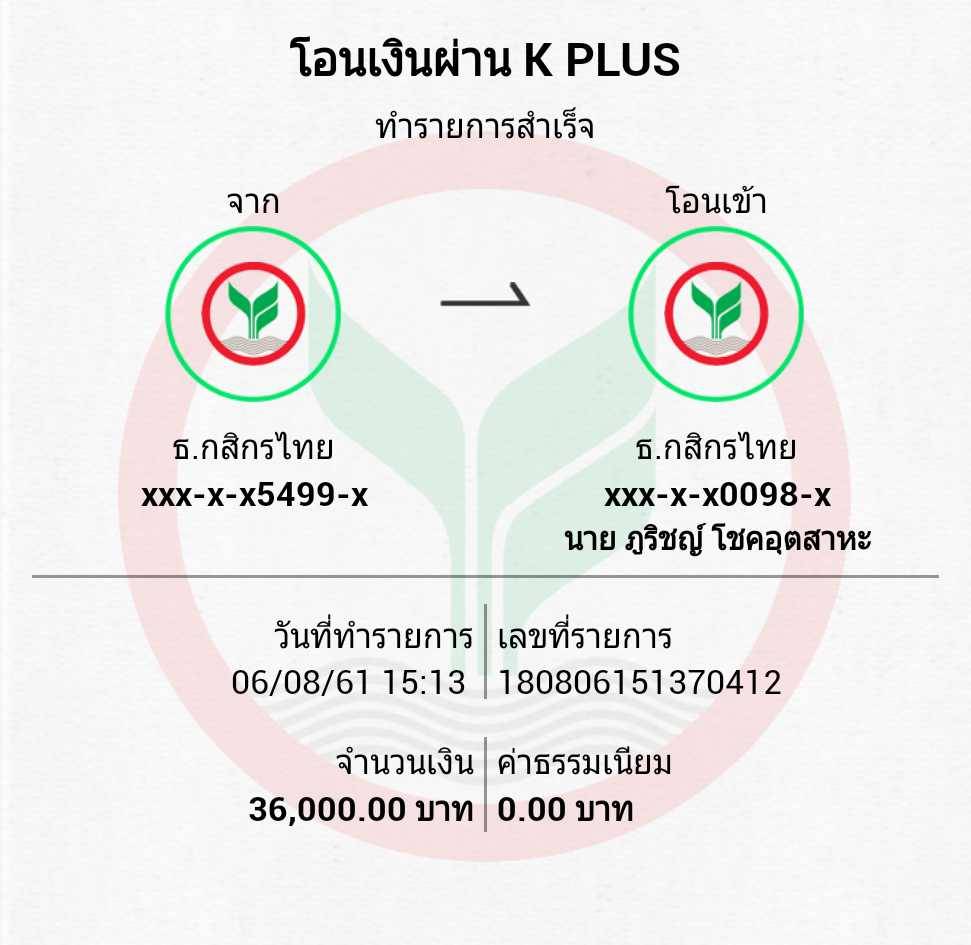 โอนเงินผ่าน K PLUS
ทำรายการสำเร็จ
จาก
โอนเข้า
ธ.กสิกรไทย
xxx-x-x5499-x
ธ.กสิกรไทย
xxx-x-x0098-x
นาย ภูริชญ์ โชคอุตสาหะ
วันที่ทำรายการ
06/08/61 15:13
เลขที่รายการ
180806151370412
จำนวนเงิน
36,000.00 บาท
ค่าธรรมเนียม
0.00 บาท